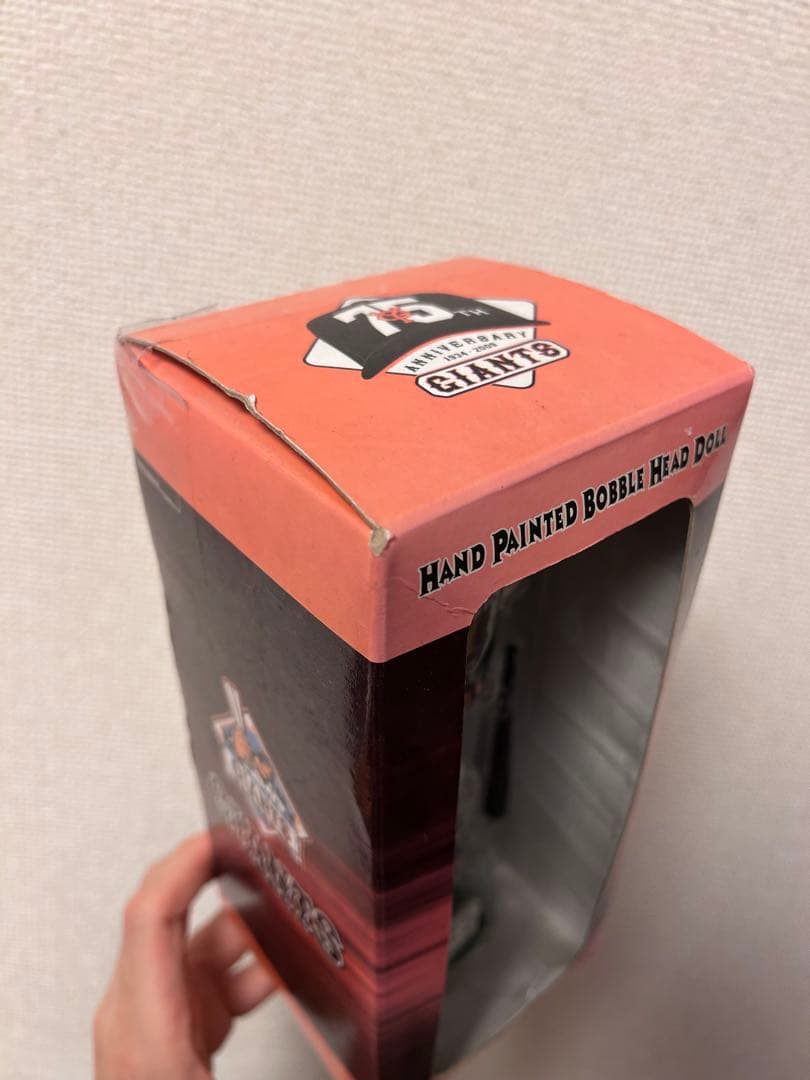 75TH
ANNIVERSARY
1934-2009
GIANTS
HAND PAINTED BOBBLE HEAD DOLL